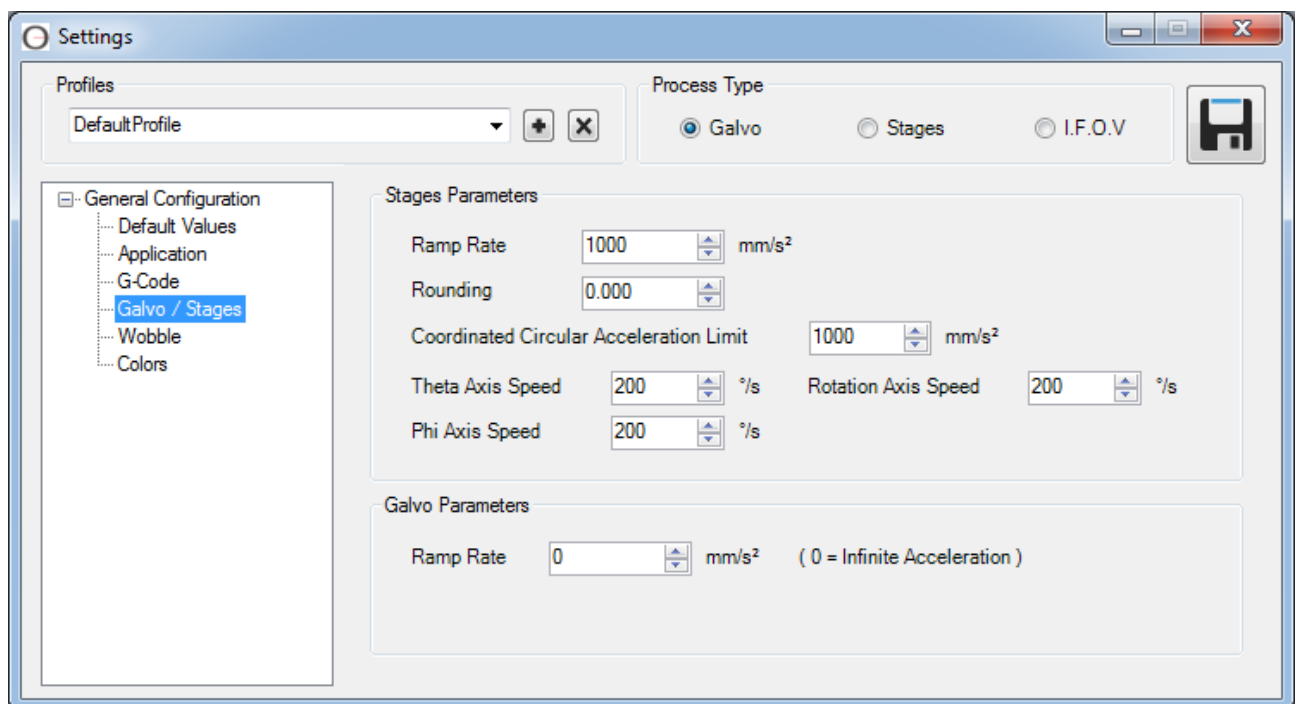 Settings
Profiles
DefaultProfile
Process Type
Galvo Stages I.F.O.V
General Configuration
Default Values
Application
G-Code
Galvo / Stages
Wobble
Colors
Stages Parameters
Ramp Rate 1000 mm/s²
Rounding 0.000
Coordinated Circular Acceleration Limit 1000 mm/s²
Theta Axis Speed 200 °/s Rotation Axis Speed 200 °/s
Phi Axis Speed 200 °/s
Galvo Parameters
Ramp Rate 0 mm/s² ( 0 = Infinite Acceleration )